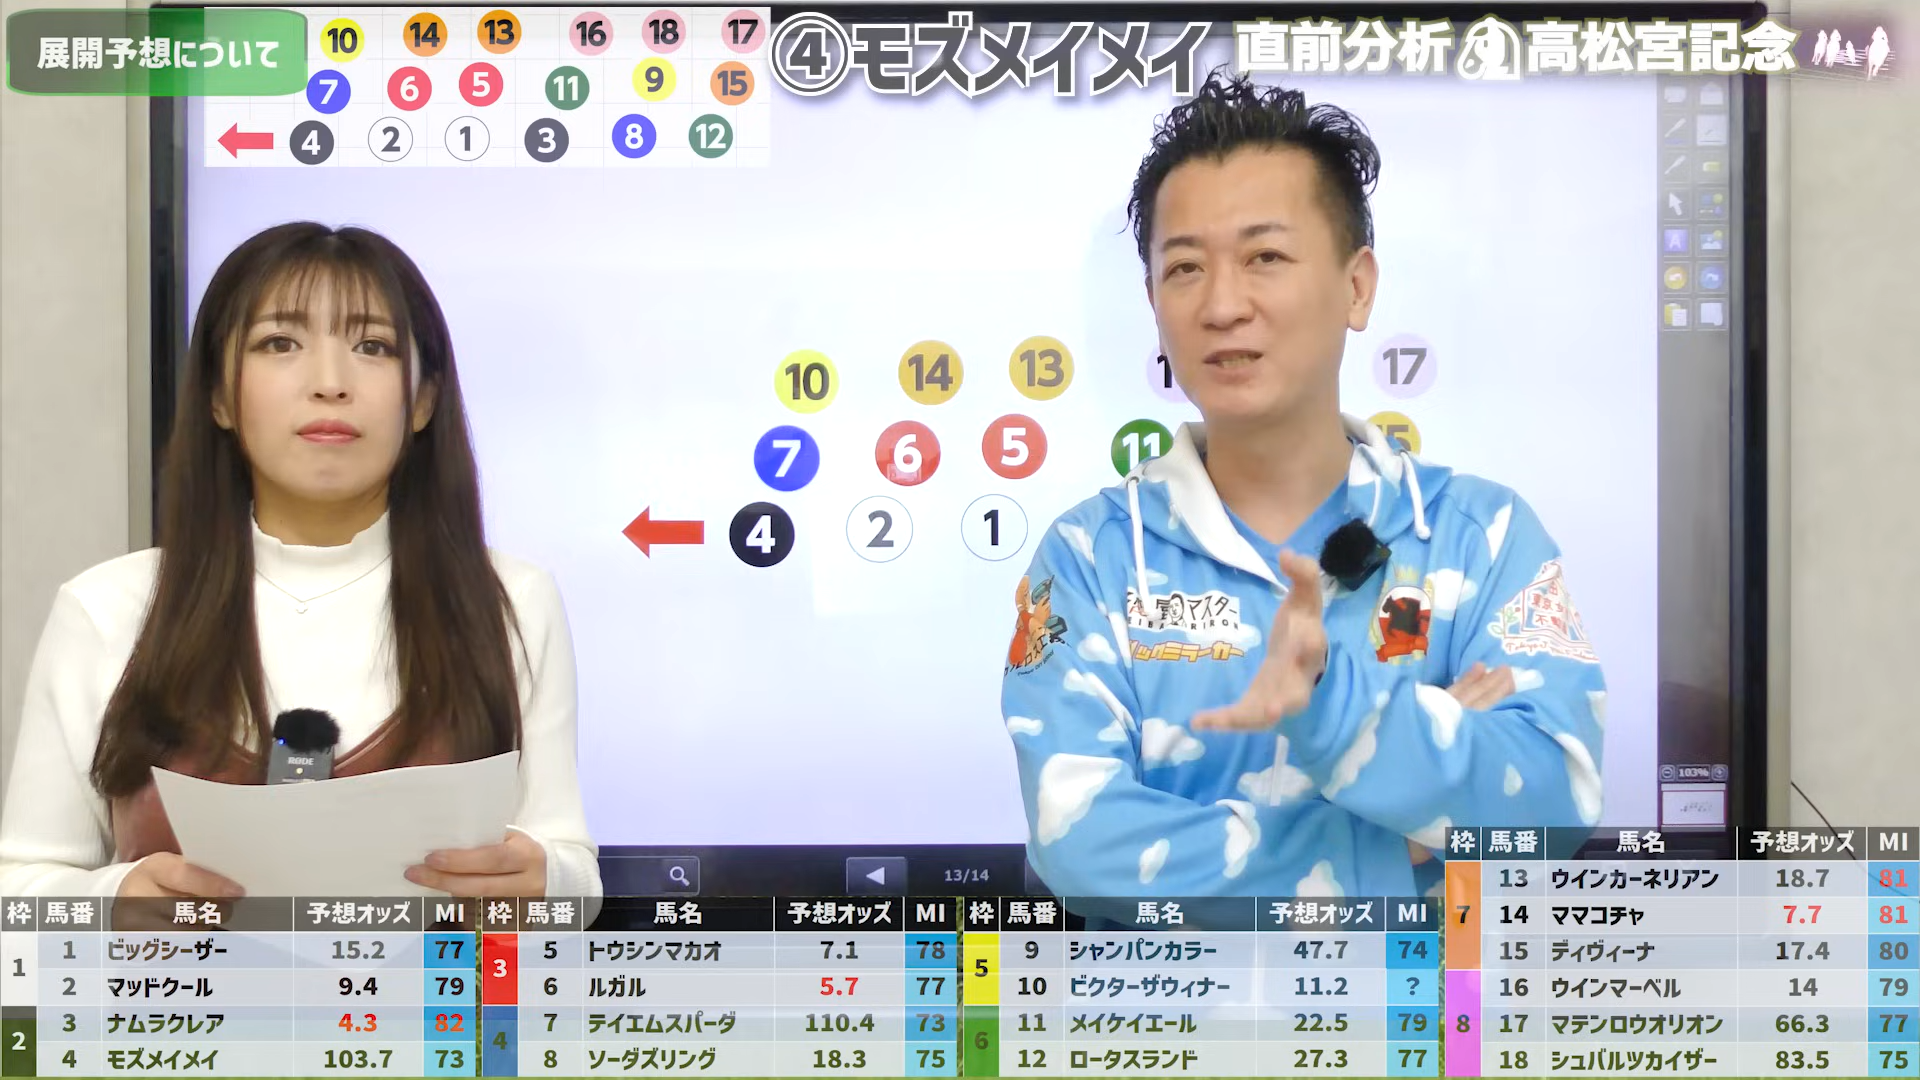 展開予想について
④モズメイメイ
直前分析 高松宮記念
10 14 13 16 18 17
7 6 5 11 9 15
4 2 1 3 8 12
10 14 13 17
7 6 5 11 15
4 2 1
マスター
ックミラーカー
RODE
103%
13/14
枠 馬番 馬名 予想オッズ MI
1 1 ビッグシーザー 15.2 77
2 マッドクール 9.4 79
2 3 ナムラクレア 4.3 82
4 モズメイメイ 103.7 73
枠 馬番 馬名 予想オッズ MI
3 5 トウシンマカオ 7.1 78
6 ルガル 5.7 77
4 7 テイエムスパーダ 110.4 73
8 ソーダズリング 18.3 75
枠 馬番 馬名 予想オッズ MI
5 9 シャンパンカラー 47.7 74
10 ビクターザウィナー 11.2 ?
6 11 メイケイエール 22.5 79
12 ロータスランド 27.3 77
枠 馬番 馬名 予想オッズ MI
7 13 ウインカーネリアン 18.7 81
14 ママコチャ 7.7 81
15 ディヴィーナ 17.4 80
8 16 ウインマーベル 14 79
17 マテンロウオリオン 66.3 77
18 シュバルツカイザー 83.5 75